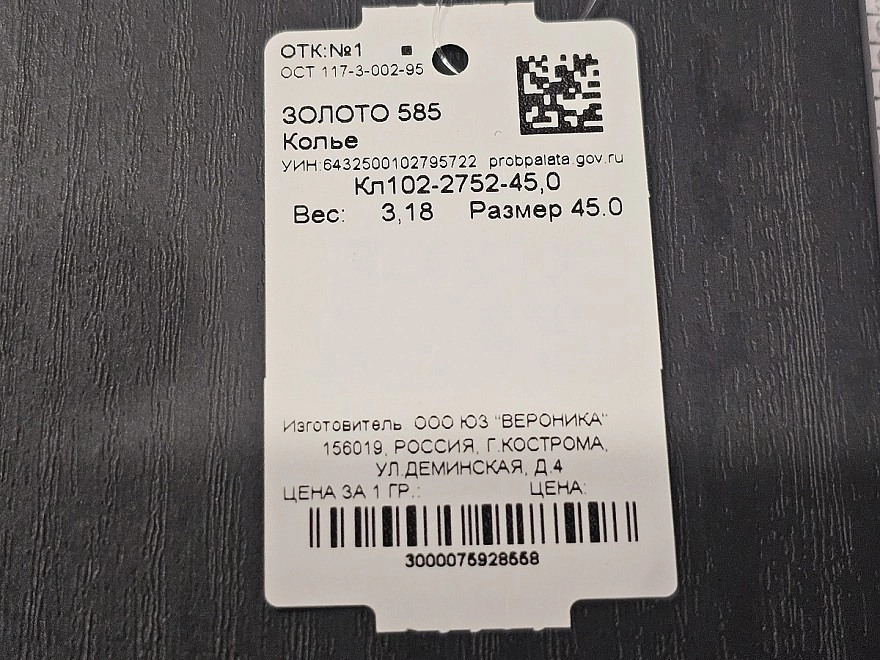 ОТК:№1
ОСТ 117-3-002-95
ЗОЛОТО 585
Колье
УИН:6432500102795722 probpalata.gov.ru
Кл102-2752-45,0
Вес: 3,18 Размер 45.0
Изготовитель ООО ЮЗ "ВЕРОНИКА"
156019, РОССИЯ, Г.КОСТРОМА,
УЛ.ДЕМИНСКАЯ, Д.4
ЦЕНА ЗА 1 ГР.: ЦЕНА:
3000075928558